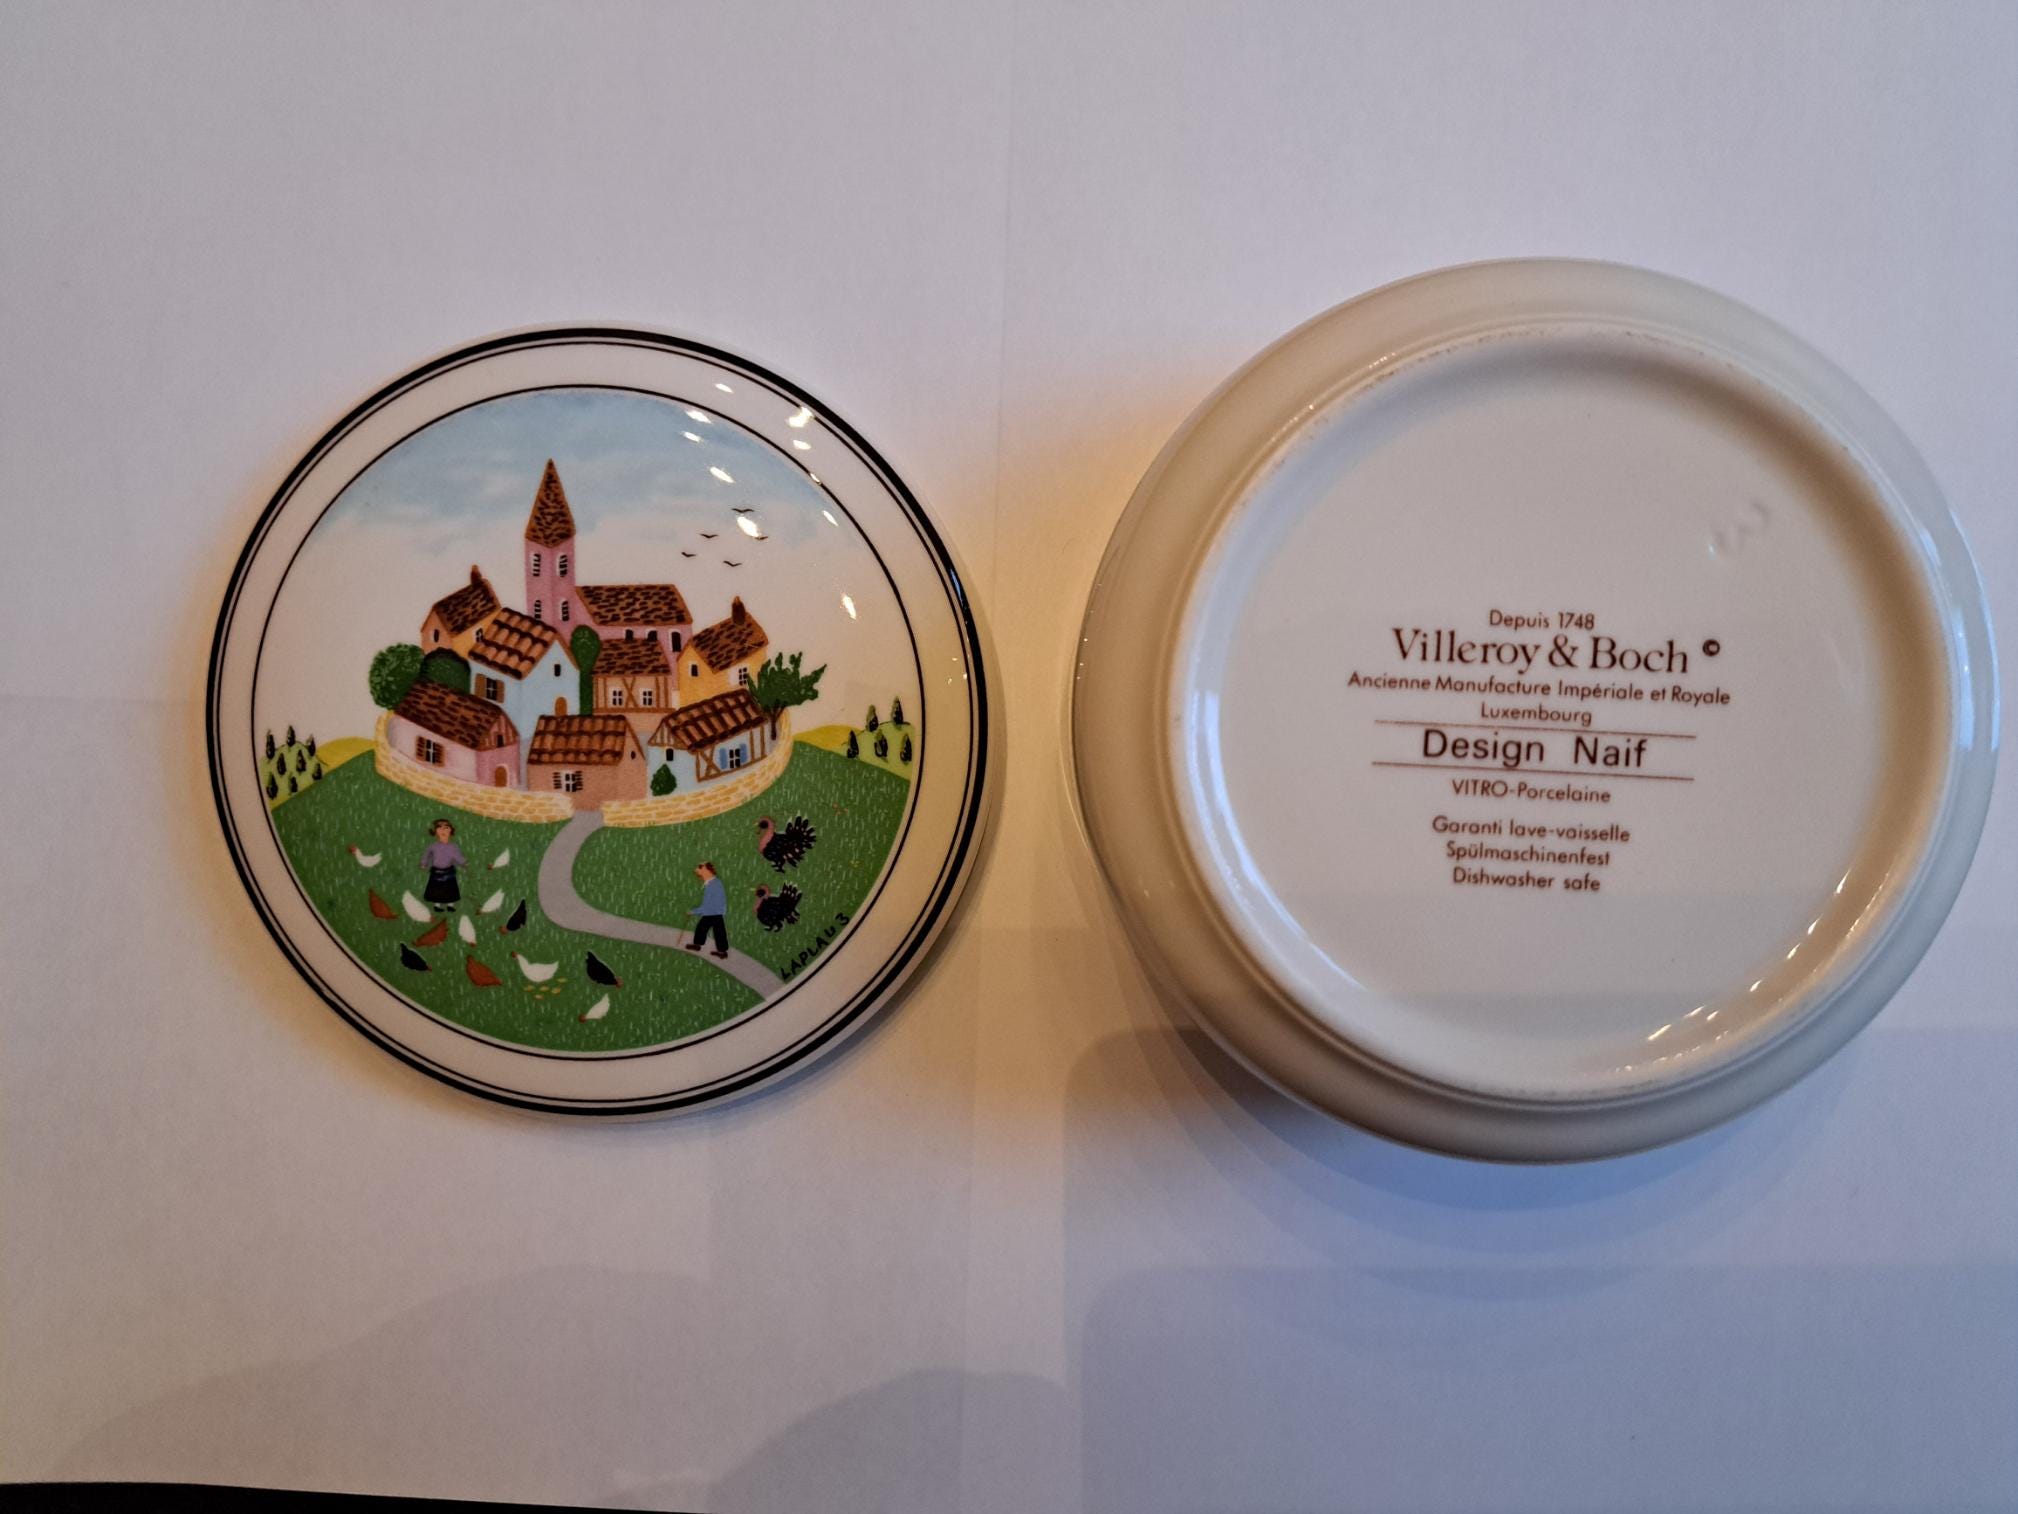 LAPLAU 3
Depuis 1748
Villeroy & Boch ©
Ancienne Manufacture Impériale et Royale
Luxembourg
Design Naif
VITRO-Porcelaine
Garanti lave-vaisselle
Spülmaschinenfest
Dishwasher safe
3